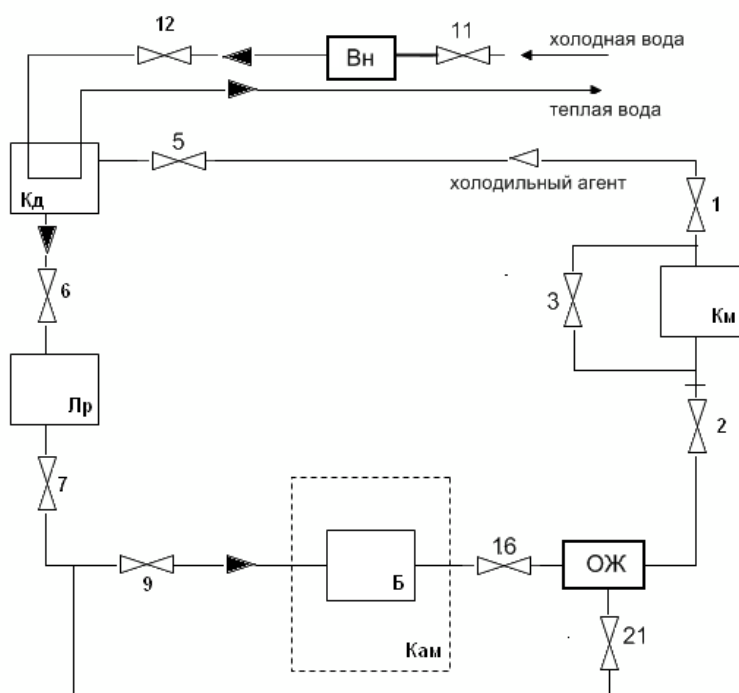 12
Вн
11
холодная вода
теплая вода
5
холодильный агент
Кд
1
6
3
Км
Лр
2
7
9
Б
16
ОЖ
Кам
21